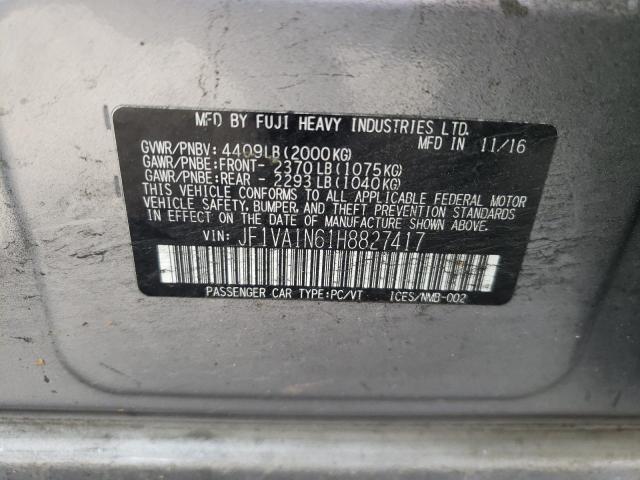 MFD BY FUJI HEAVY INDUSTRIES LTD.
GVWR/PNBV: 4409LB(2000KG) MFD IN 11/16
GAWR/PNBE:FRONT- 2370LB(1075KG)
GAWR/PNBE:REAR - 2293LB(1040KG)
THIS VEHICLE CONFORMS TO ALL APPLICABLE FEDERAL MOTOR
VEHICLE SAFETY, BUMPER, AND THEFT PREVENTION STANDARDS
IN EFFECT ON THE DATE OF MANUFACTURE SHOWN ABOVE.
VIN: JF1VA1N61H8827417
PASSENGER CAR TYPE:PC/VT ICES/NMB-002